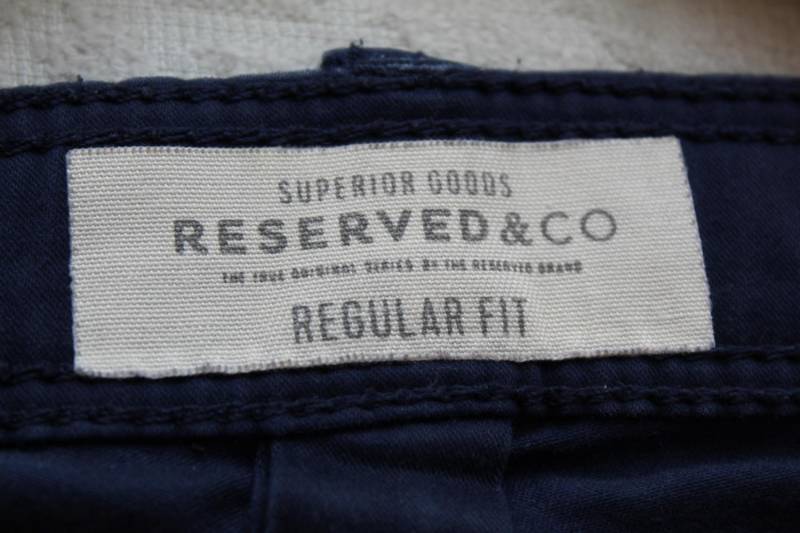 SUPERIOR GOODS
RESERVED & CO
THE TRUE ORIGINAL SERIES BY THE RESERVED BRAND
REGULAR FIT